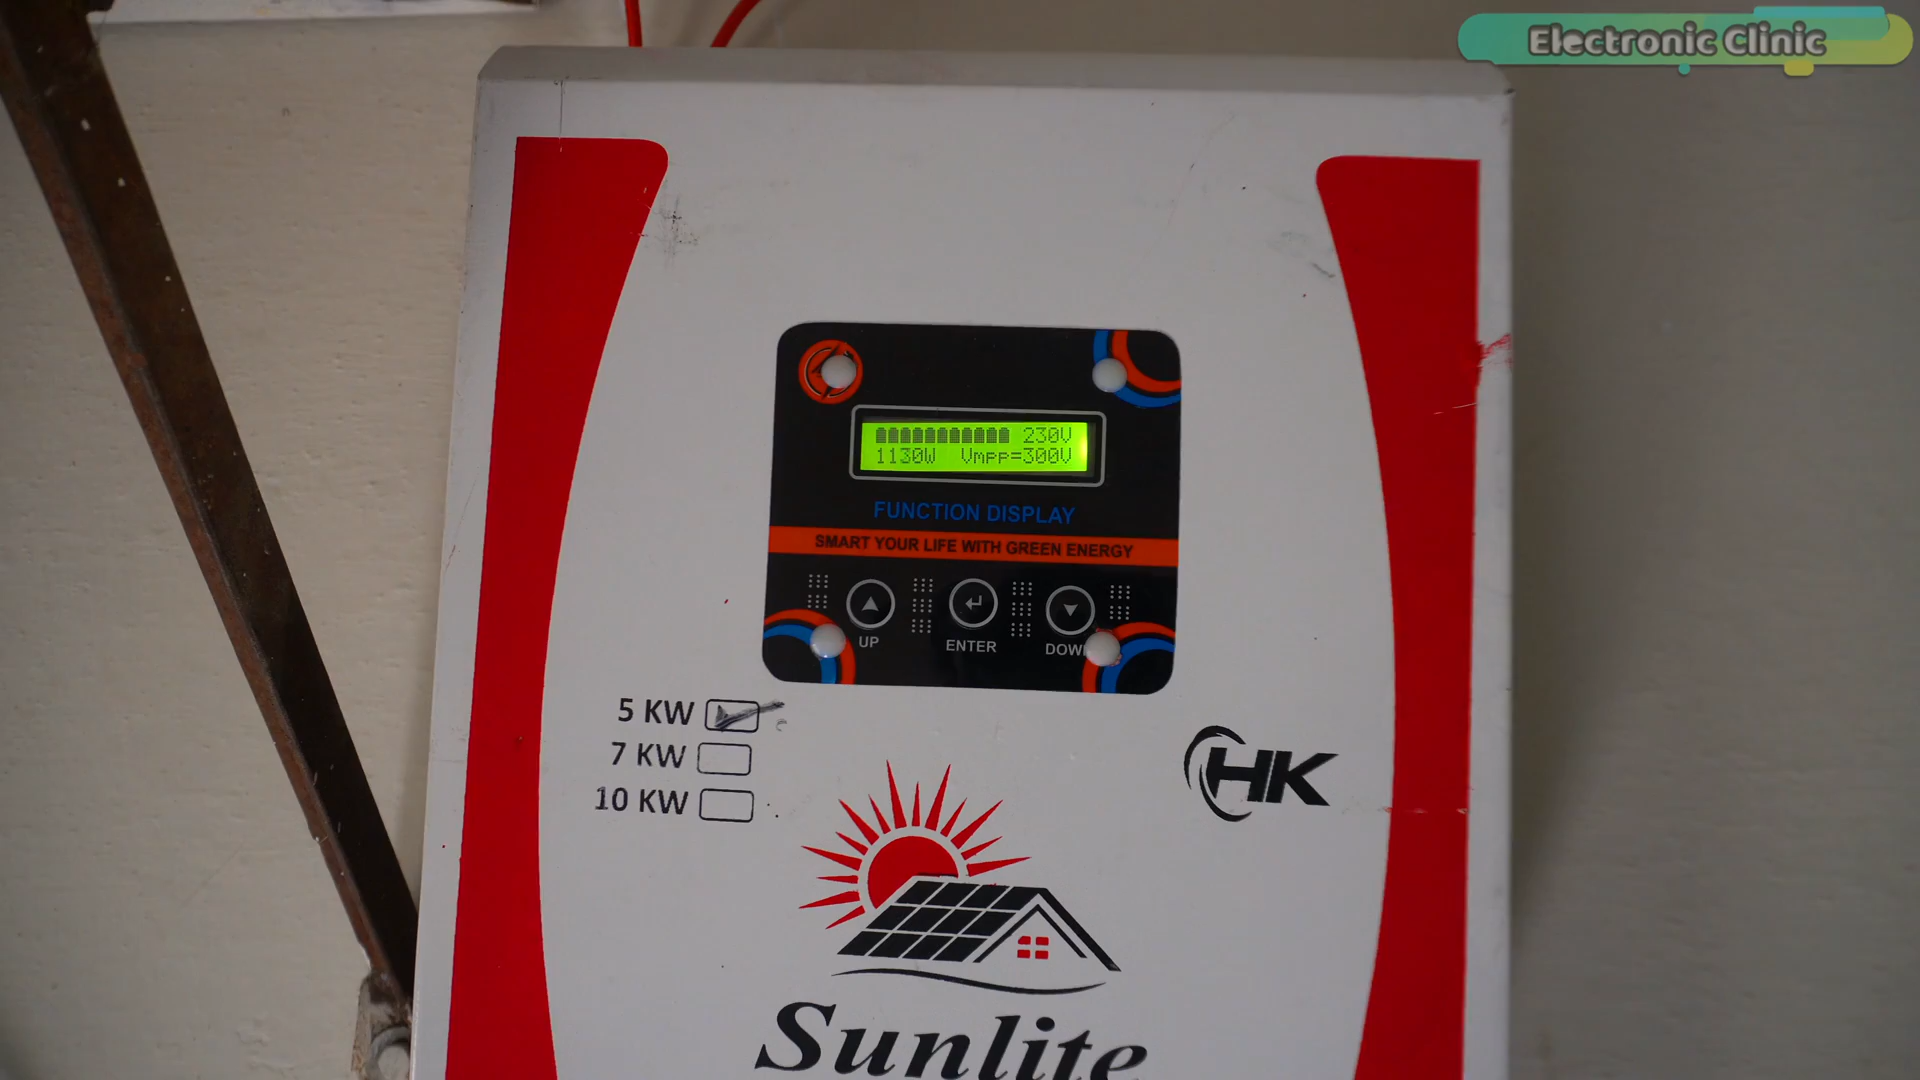 Electronic Clinic
230V
1130W Vmpp=300V
FUNCTION DISPLAY
SMART YOUR LIFE WITH GREEN ENERGY
UP
ENTER
DOWN
5 KW
7 KW
10 KW
HK
Sunlite